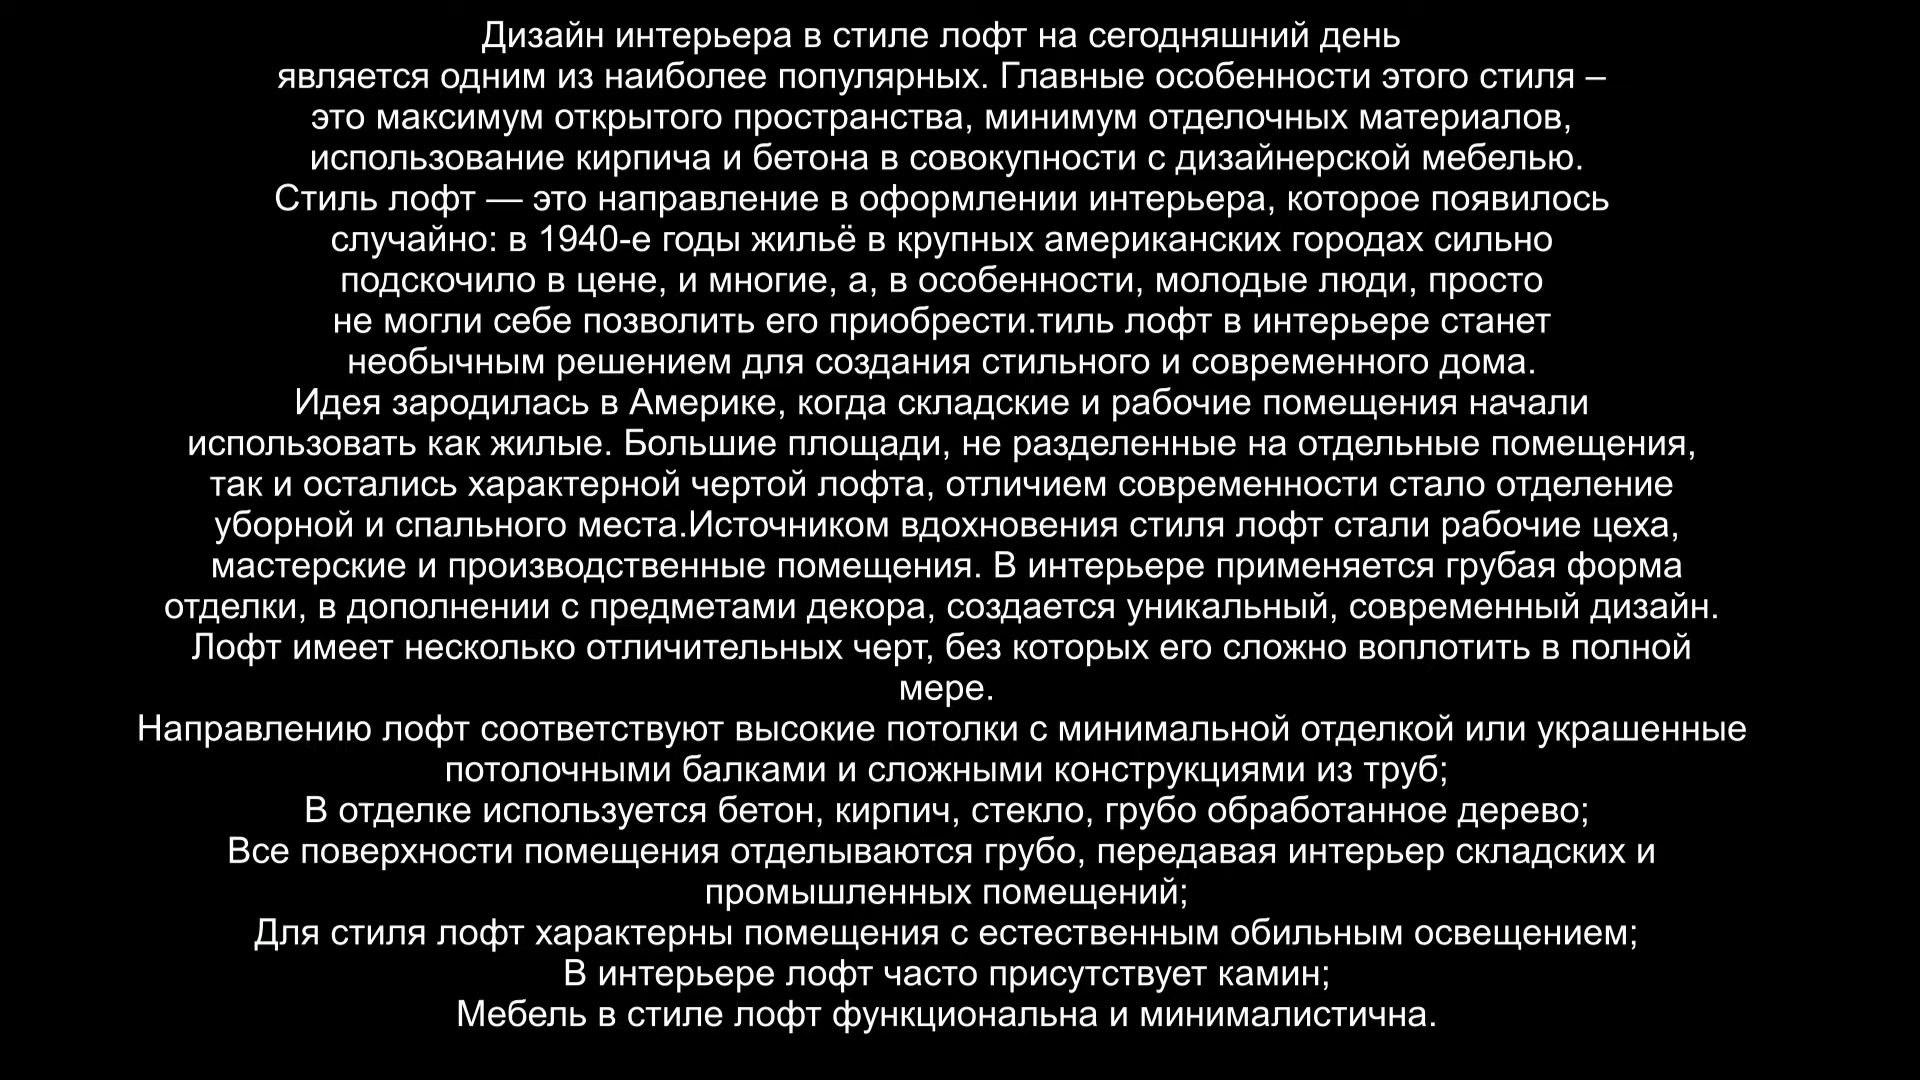 Дизайн интерьера в стиле лофт на сегодняшний день
является одним из наиболее популярных. Главные особенности этого стиля –
это максимум открытого пространства, минимум отделочных материалов,
использование кирпича и бетона в совокупности с дизайнерской мебелью.
Стиль лофт — это направление в оформлении интерьера, которое появилось
случайно: в 1940-е годы жильё в крупных американских городах сильно
подскочило в цене, и многие, а, в особенности, молодые люди, просто
не могли себе позволить его приобрести.тиль лофт в интерьере станет
необычным решением для создания стильного и современного дома.
Идея зародилась в Америке, когда складские и рабочие помещения начали
использовать как жилые. Большие площади, не разделенные на отдельные помещения,
так и остались характерной чертой лофта, отличием современности стало отделение
уборной и спального места.Источником вдохновения стиля лофт стали рабочие цеха,
мастерские и производственные помещения. В интерьере применяется грубая форма
отделки, в дополнении с предметами декора, создается уникальный, современный дизайн.
Лофт имеет несколько отличительных черт, без которых его сложно воплотить в полной
мере.
Направлению лофт соответствуют высокие потолки с минимальной отделкой или украшенные
потолочными балками и сложными конструкциями из труб;
В отделке используется бетон, кирпич, стекло, грубо обработанное дерево;
Все поверхности помещения отделываются грубо, передавая интерьер складских и
промышленных помещений;
Для стиля лофт характерны помещения с естественным обильным освещением;
В интерьере лофт часто присутствует камин;
Мебель в стиле лофт функциональна и минималистична.